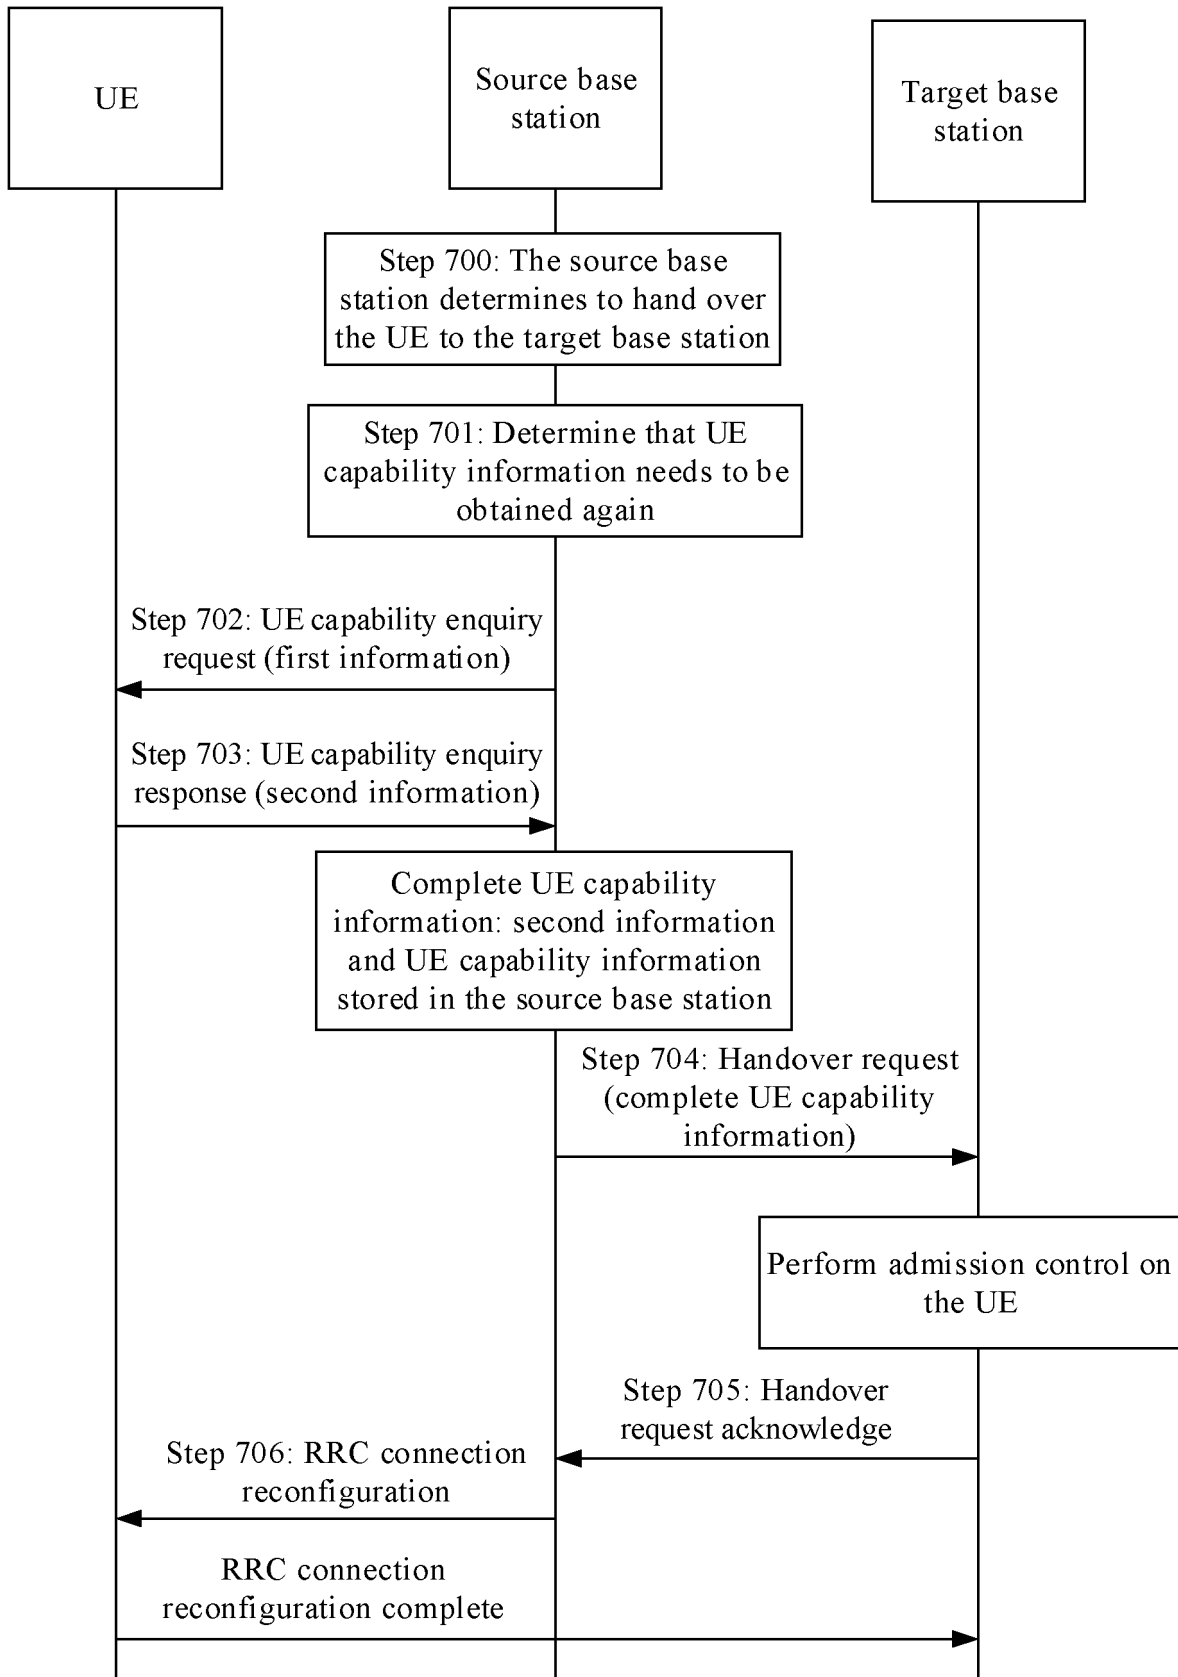 UE
Source base
station
Target base
station
Step 700: The source base
station determines to hand over
the UE to the target base station
Step 701: Determine that UE
capability information needs to be
obtained again
Step 702: UE capability enquiry
request (first information)
Step 703: UE capability enquiry
response (second information)
Complete UE capability
information: second information
and UE capability information
stored in the source base station
Step 704: Handover request
(complete UE capability
information)
Perform admission control on
the UE
Step 705: Handover
request acknowledge
Step 706: RRC connection
reconfiguration
RRC connection
reconfiguration complete